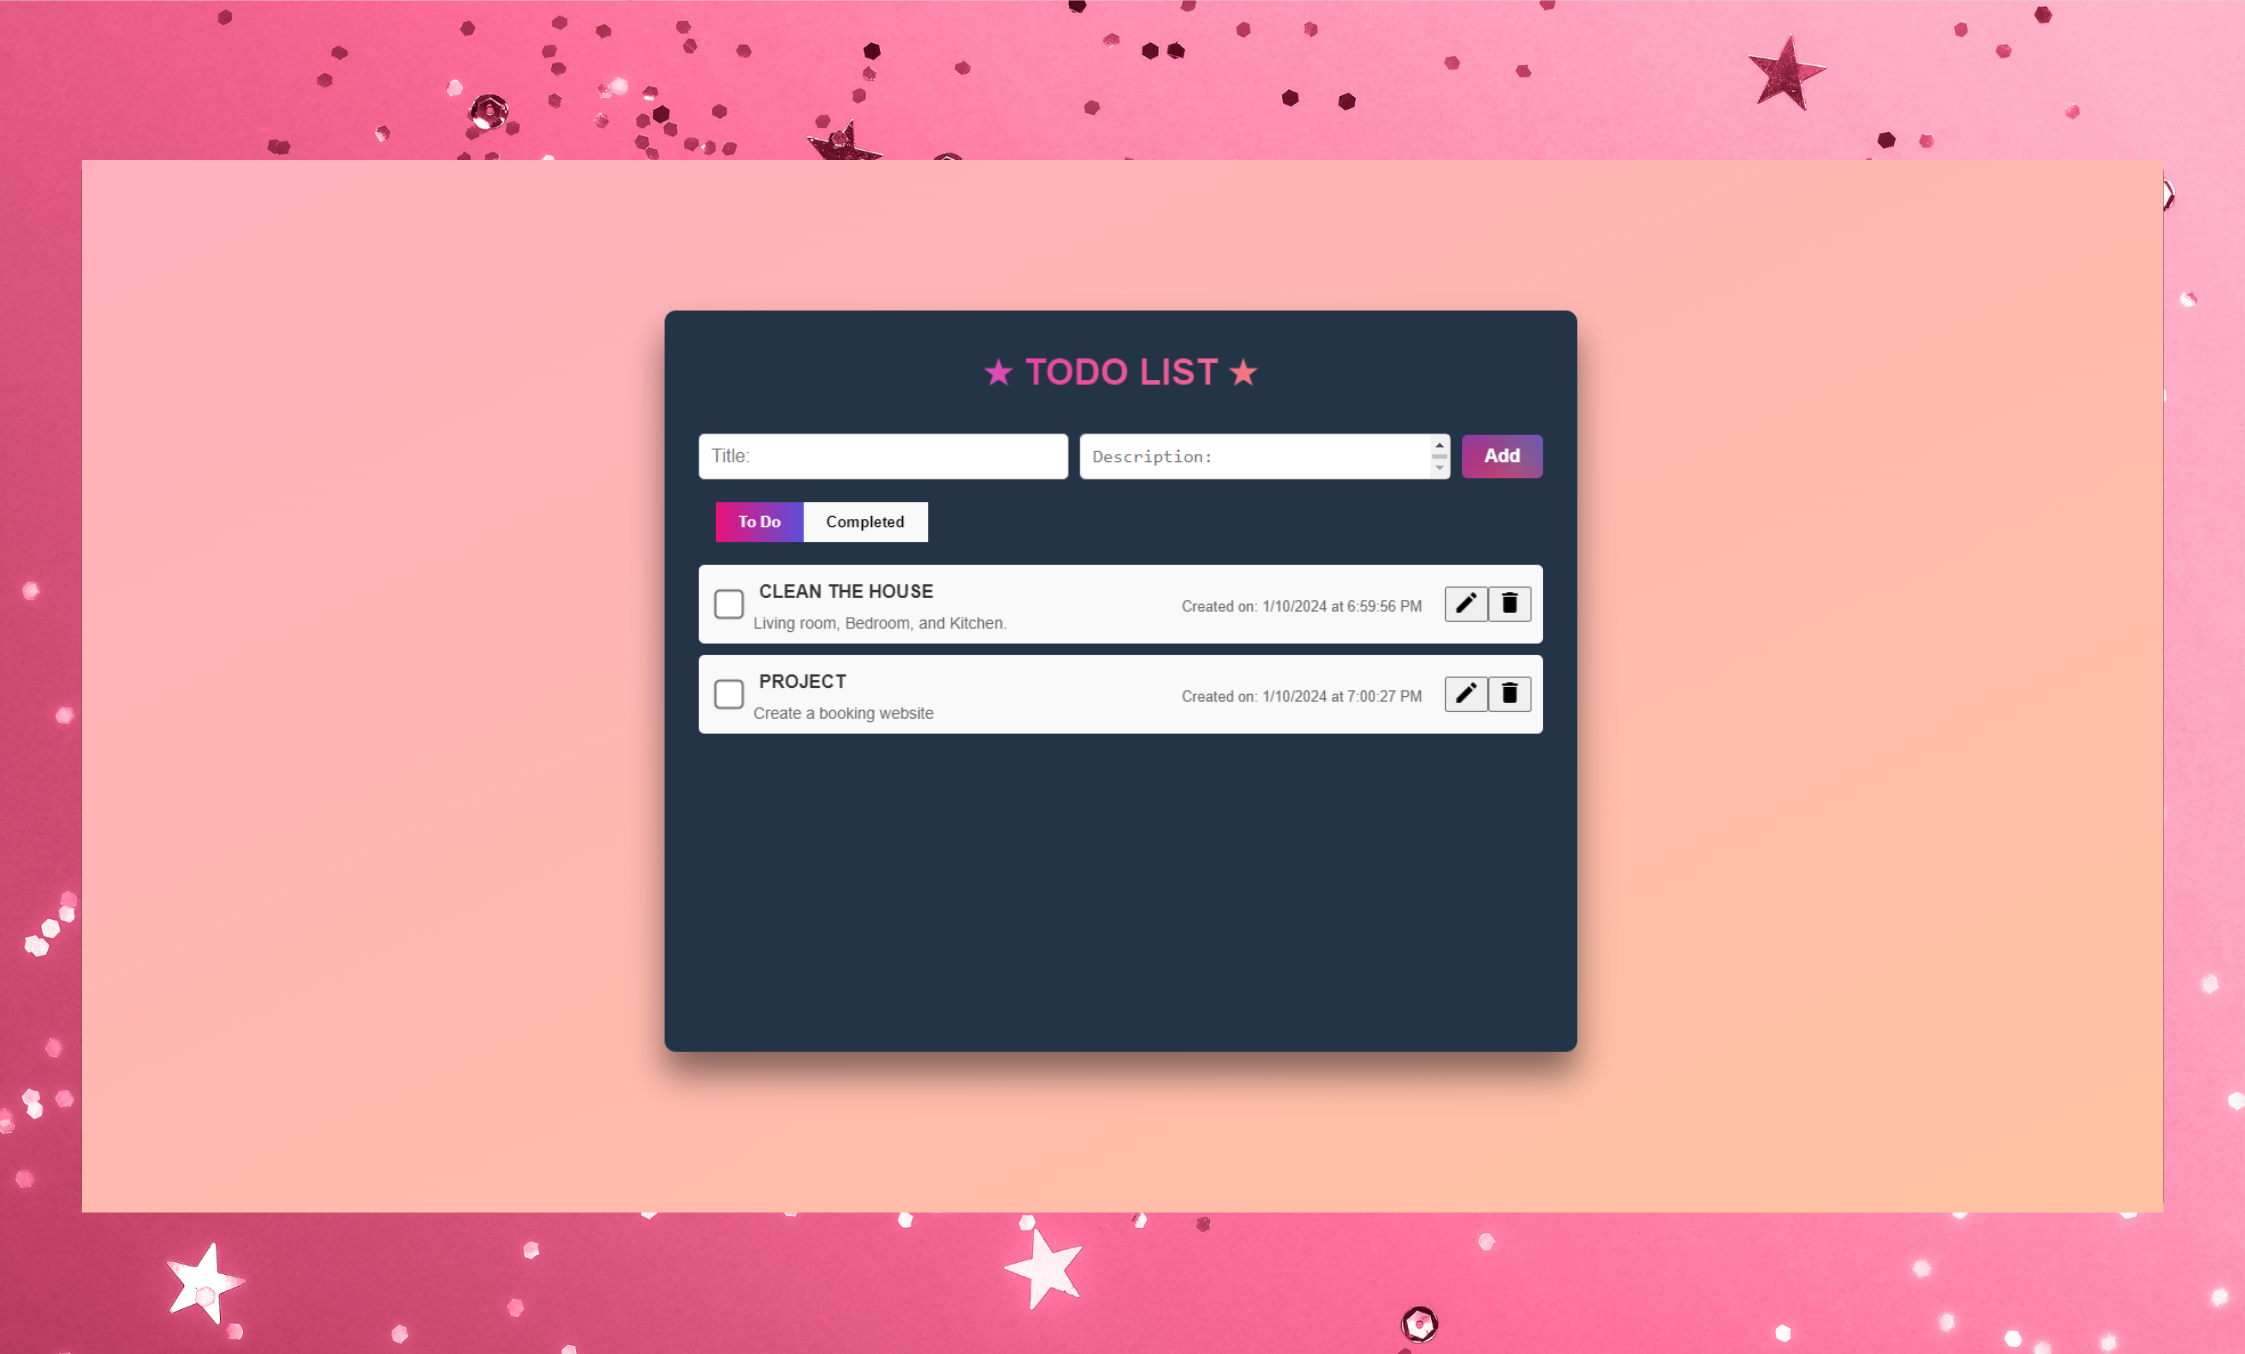 ★ TODO LIST ★
Title:
Description:
Add
To Do
Completed
CLEAN THE HOUSE
Living room, Bedroom, and Kitchen.
Created on: 1/10/2024 at 6:59:56 PM
PROJECT
Create a booking website
Created on: 1/10/2024 at 7:00:27 PM